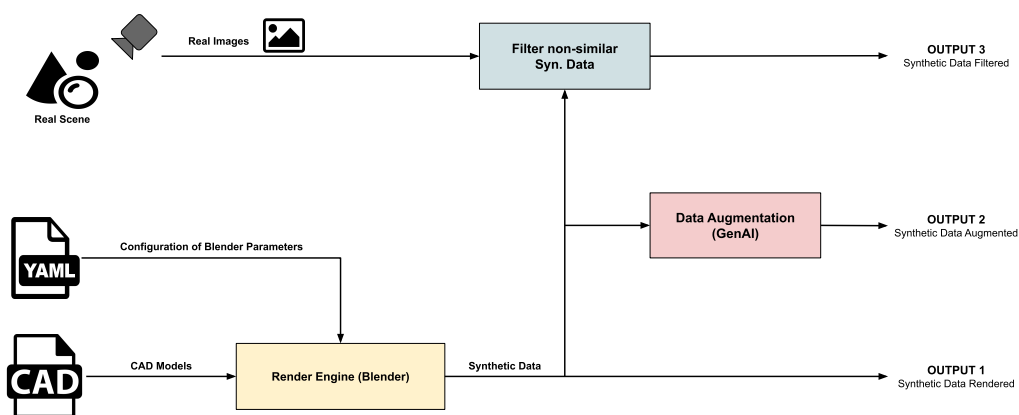 Real Images
Filter non-similar
Syn. Data
OUTPUT 3
Synthetic Data Filtered
Real Scene
Data Augmentation
(GenAI)
OUTPUT 2
Synthetic Data Augmented
YAML
Configuration of Blender Parameters
CAD
CAD Models
Render Engine (Blender)
Synthetic Data
OUTPUT 1
Synthetic Data Rendered